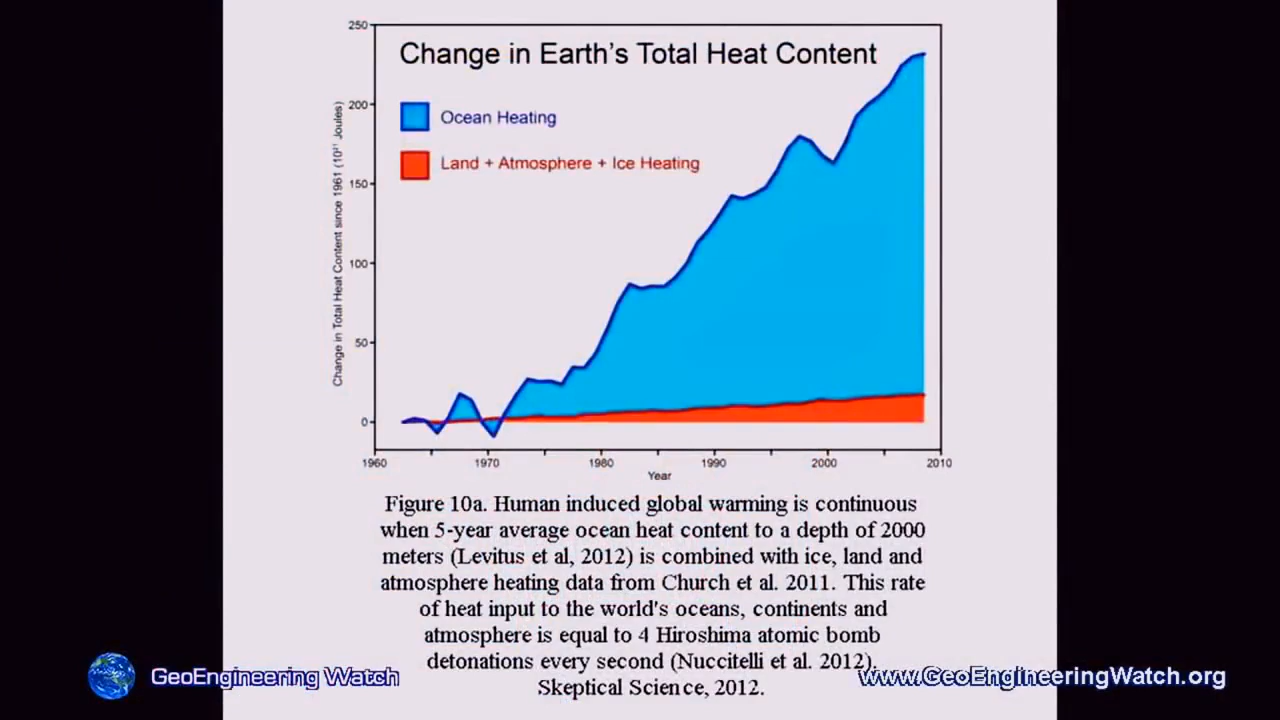 Change in Earth's Total Heat Content
Ocean Heating
Land + Atmosphere + Ice Heating
Change in Total Heat Content since 1961 (10²¹ Joules)
250
200
150
100
50
0
1960 1970 1980 1990 2000 2010
Year
Figure 10a. Human induced global warming is continuous
when 5-year average ocean heat content to a depth of 2000
meters (Levitus et al, 2012) is combined with ice, land and
atmosphere heating data from Church et al. 2011. This rate
of heat input to the world's oceans, continents and
atmosphere is equal to 4 Hiroshima atomic bomb
detonations every second (Nuccitelli et al. 2012).
Skeptical Science, 2012.
GeoEngineering Watch
www.GeoEngineeringWatch.org